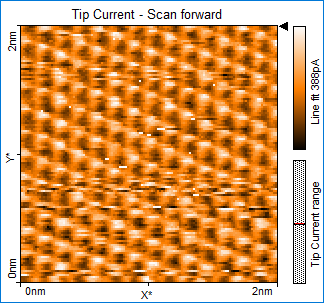 Tip Current - Scan forward
2nm
Y*
0nm
0nm
X*
2nm
Line fit 388pA
Tip Current range